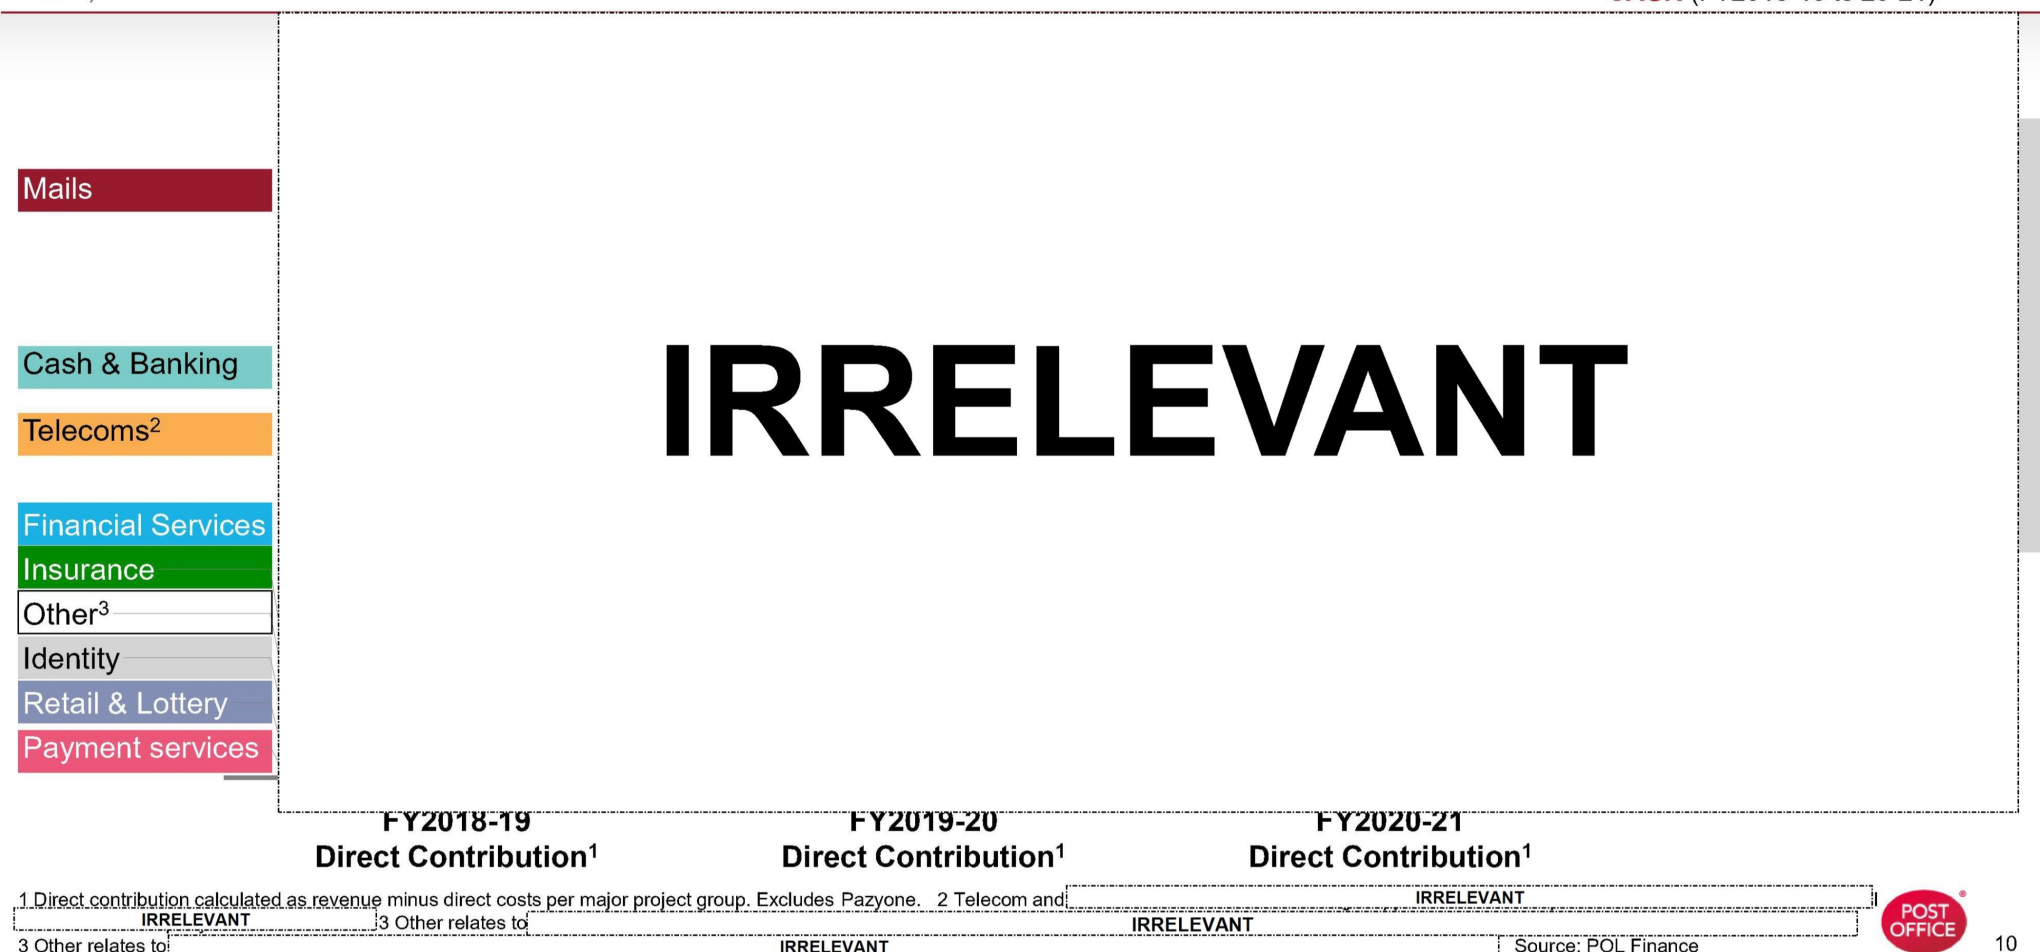 Mails
Cash & Banking
Telecoms²
Financial Services
Insurance
Other³
Identity
Retail & Lottery
Payment services
IRRELEVANT
FY2018-19
Direct Contribution¹
FY2019-20
Direct Contribution¹
FY2020-21
Direct Contribution¹
1 Direct contribution calculated as revenue minus direct costs per major project group. Excludes Pazyone. 2 Telecom and IRRELEVANT
IRRELEVANT 3 Other relates to IRRELEVANT
3 Other relates to IRRELEVANT Source: POL Finance
POST OFFICE ®
10